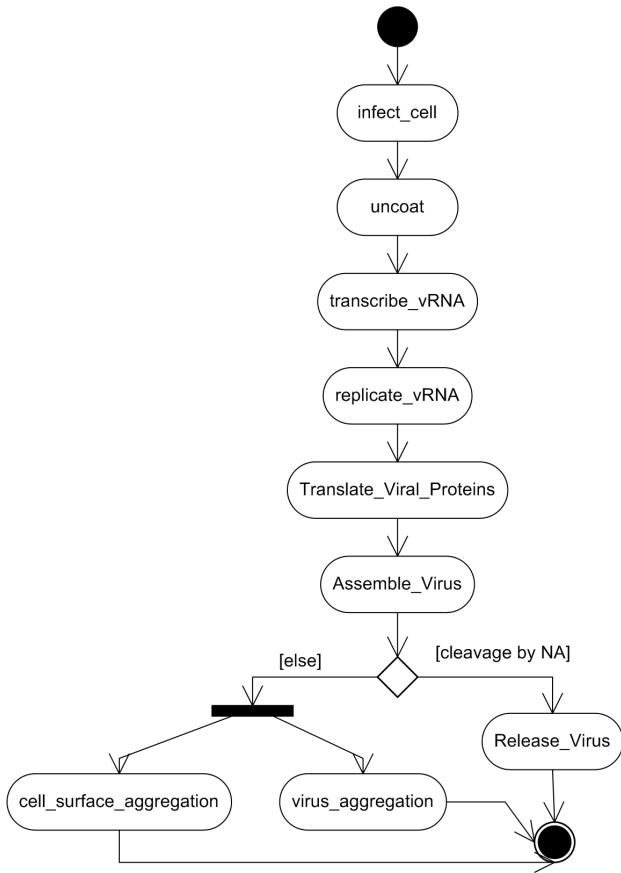 infect_cell
uncoat
transcribe_vRNA
replicate_vRNA
Translate_Viral_Proteins
Assemble_Virus
[else]
[cleavage by NA]
Release_Virus
cell_surface_aggregation
virus_aggregation